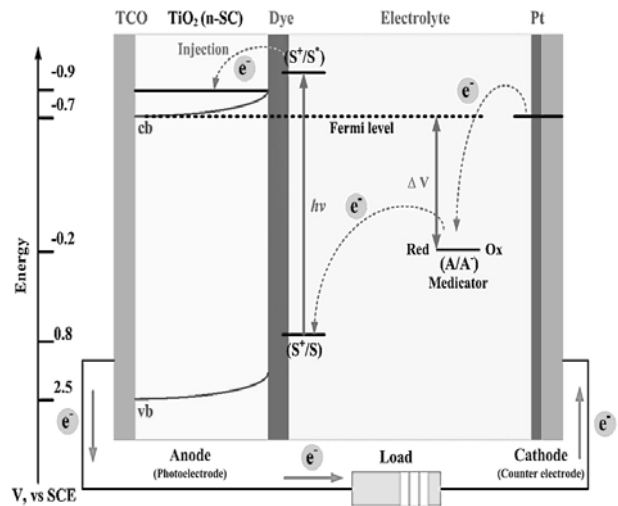 TCO TiO₂ (n-SC) Dye Electrolyte Pt
Injection
(S⁺/S*)
e⁻
e⁻
-0.9
-0.7
cb
Fermi level
ΔV
hν
e⁻
Energy
-0.2
Red Ox
(A/A⁻)
Medicator
0.8
(S⁺/S)
2.5
vb
e⁻
e⁻
Anode
(Photoelectrode)
e⁻
Load
Cathode
(Counter electrode)
V, vs SCE